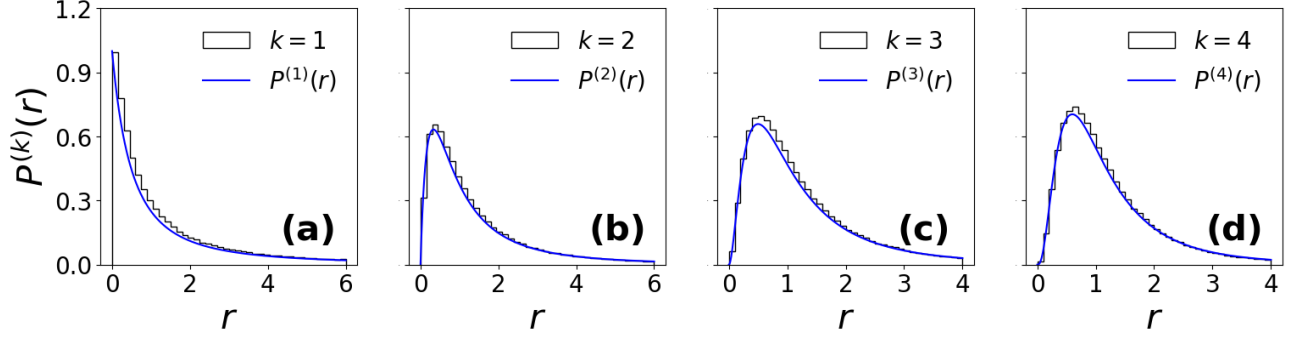 P^{(k)}(r)
1.2
0.9
0.6
0.3
0.0
k = 1
P^{(1)}(r)
(a)
0 2 4 6
r
k = 2
P^{(2)}(r)
(b)
0 2 4 6
r
k = 3
P^{(3)}(r)
(c)
0 1 2 3 4
r
k = 4
P^{(4)}(r)
(d)
0 1 2 3 4
r